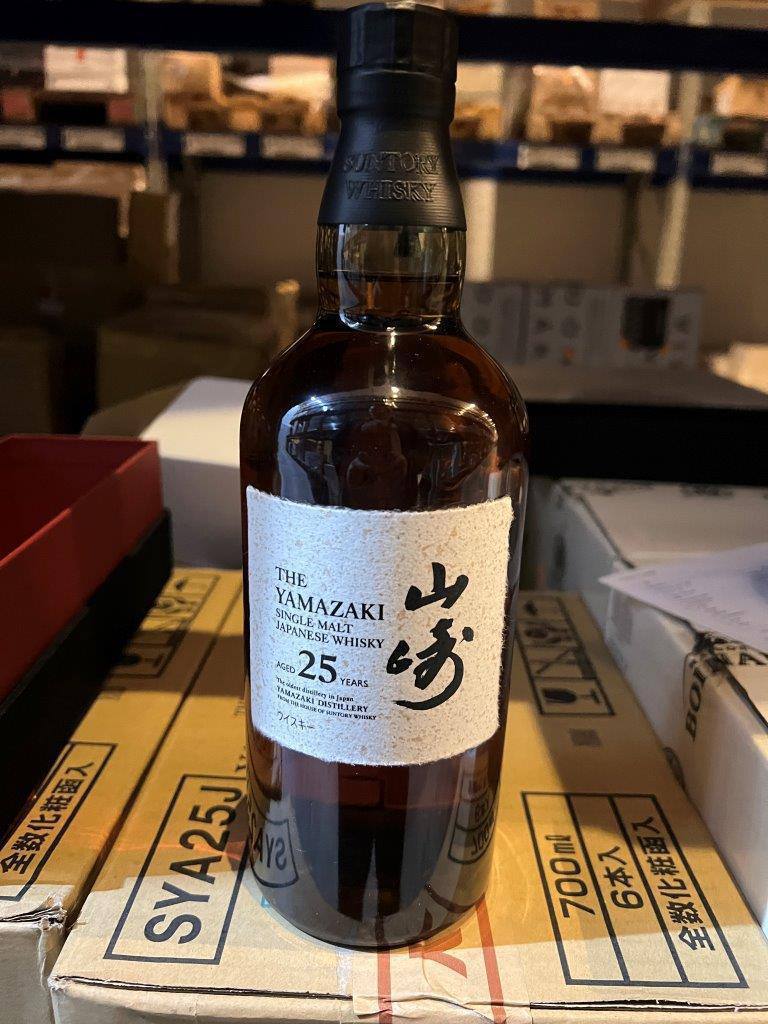 SUNTORY
WHISKY
THE
YAMAZAKI
SINGLE MALT
JAPANESE WHISKY
AGED 25 YEARS
The oldest distillery in Japan
YAMAZAKI DISTILLERY
FROM THE HOUSE OF SUNTORY WHISKY
ウイスキー
山崎
全数化粧函入
SYA25J
700ml
6本入
全数化粧函入